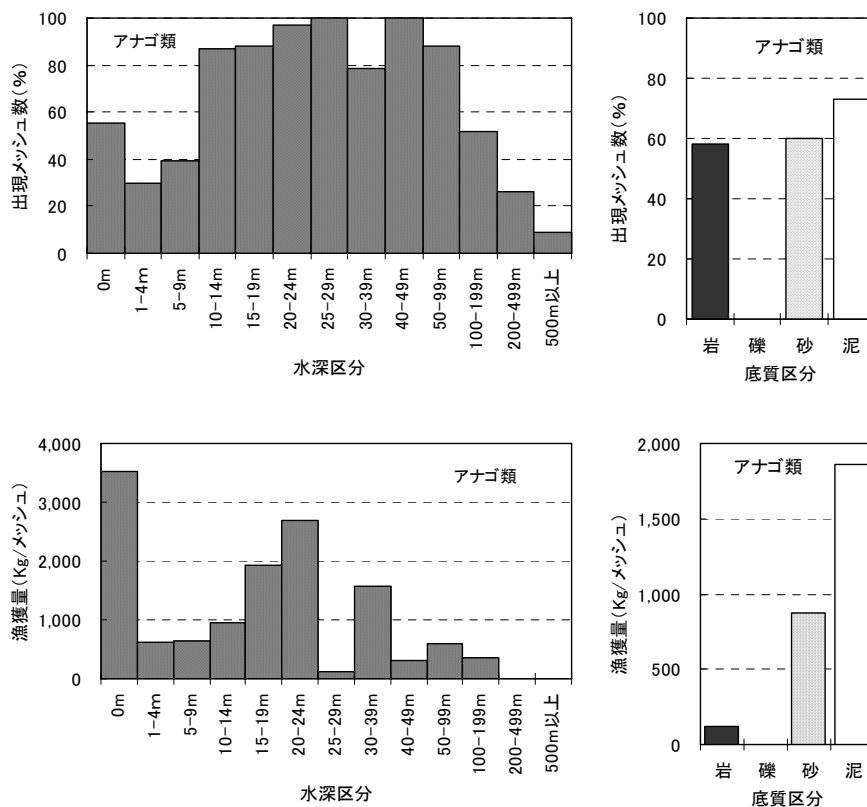 アナゴ類
出現メッシュ数(%)
100
80
60
40
20
0
0m
1-4m
5-9m
10-14m
15-19m
20-24m
25-29m
30-39m
40-49m
50-99m
100-199m
200-499m
500m以上
水深区分
アナゴ類
出現メッシュ数(%)
100
80
60
40
20
0
岩 礫 砂 泥
底質区分
アナゴ類
漁獲量(Kg/メッシュ)
4,000
3,000
2,000
1,000
0
0m
1-4m
5-9m
10-14m
15-19m
20-24m
25-29m
30-39m
40-49m
50-99m
100-199m
200-499m
500m以上
水深区分
アナゴ類
漁獲量(Kg/メッシュ)
2,000
1,500
1,000
500
0
岩 礫 砂 泥
底質区分